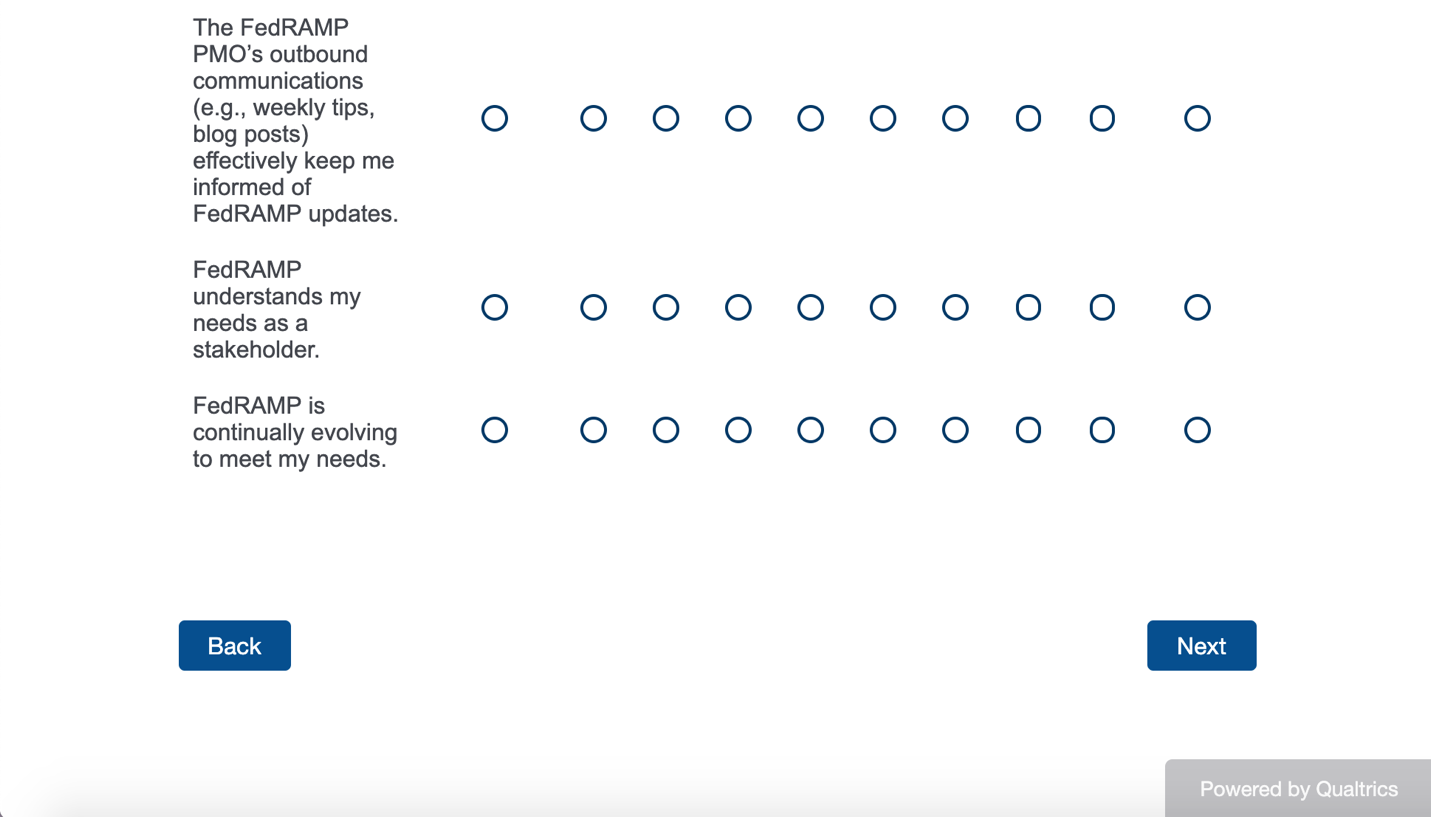 The FedRAMP
PMO’s outbound
communications
(e.g., weekly tips,
blog posts)
effectively keep me
informed of
FedRAMP updates.
FedRAMP
understands my
needs as a
stakeholder.
FedRAMP is
continually evolving
to meet my needs.
Back
Next
Powered by Qualtrics